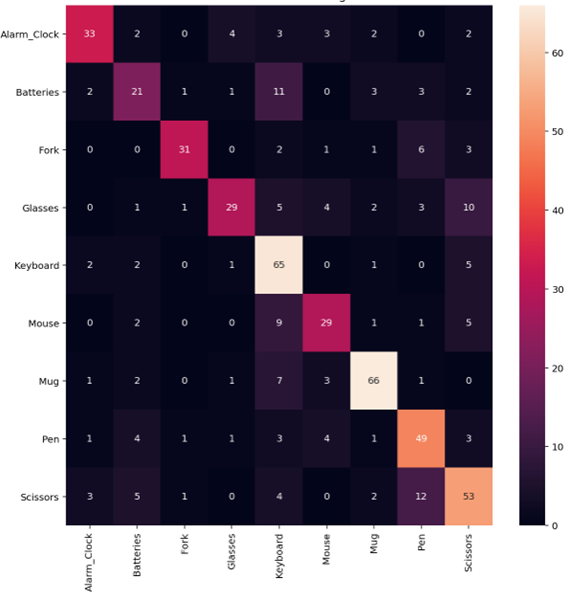 Alarm_Clock 33 2 0 4 3 3 2 0 2
Batteries 2 21 1 1 11 0 3 3 2
Fork 0 0 31 0 2 1 1 6 3
Glasses 0 1 1 29 5 4 2 3 10
Keyboard 2 2 0 1 65 0 1 0 5
Mouse 0 2 0 0 9 29 1 1 5
Mug 1 2 0 1 7 3 66 1 0
Pen 1 4 1 1 3 4 1 49 3
Scissors 3 5 1 0 4 0 2 12 53
Alarm_Clock Batteries Fork Glasses Keyboard Mouse Mug Pen Scissors
60
50
40
30
20
10
0